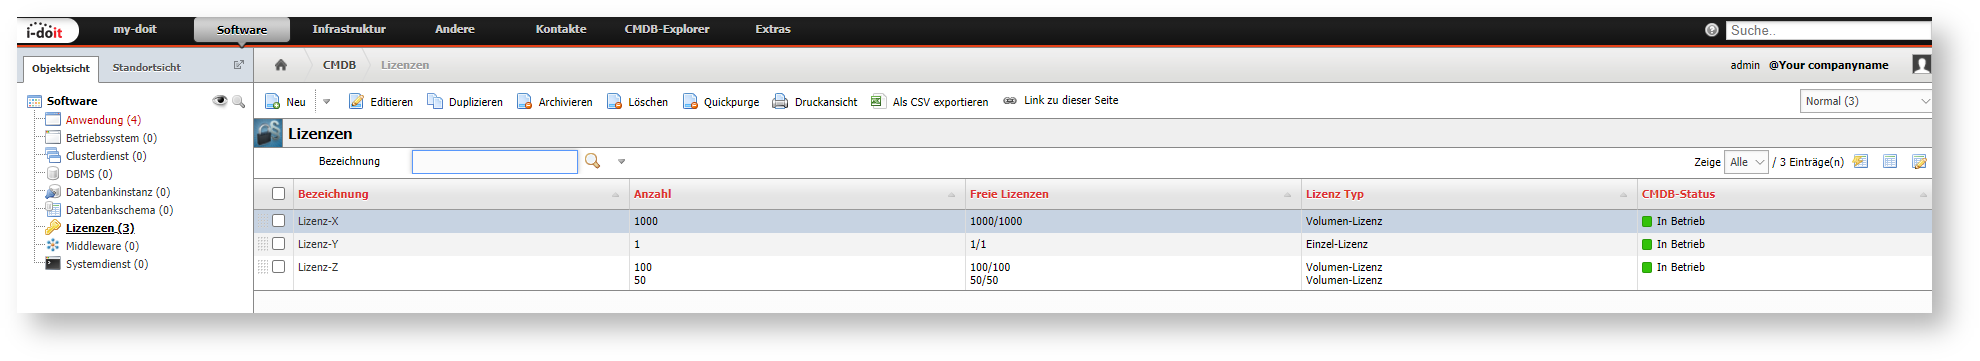 i-doit my-doit Software Infrastruktur Andere Kontakte CMDB-Explorer Extras Suche..
Objektsicht Standortsicht CMDB Lizenzen admin @Your companyname
Software
Anwendung (4)
Betriebssystem (0)
Clusterdienst (0)
DBMS (0)
Datenbankinstanz (0)
Datenbankschema (0)
Lizenzen (3)
Middleware (0)
Systemdienst (0)
Neu Editieren Duplizieren Archivieren Löschen Quickpurge Druckansicht Als CSV exportieren Link zu dieser Seite Normal (3)
Lizenzen
Bezeichnung Zeige Alle / 3 Einträge(n)
Bezeichnung Anzahl Freie Lizenzen Lizenz Typ CMDB-Status
Lizenz-X 1000 1000/1000 Volumen-Lizenz In Betrieb
Lizenz-Y 1 1/1 Einzel-Lizenz In Betrieb
Lizenz-Z 100 100/100 Volumen-Lizenz In Betrieb
50 50/50 Volumen-Lizenz